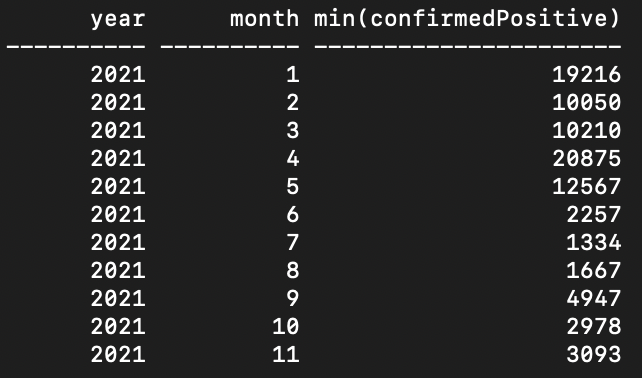 year month min(confirmedPositive)
---------- ---------- ----------------------
2021 1 19216
2021 2 10050
2021 3 10210
2021 4 20875
2021 5 12567
2021 6 2257
2021 7 1334
2021 8 1667
2021 9 4947
2021 10 2978
2021 11 3093